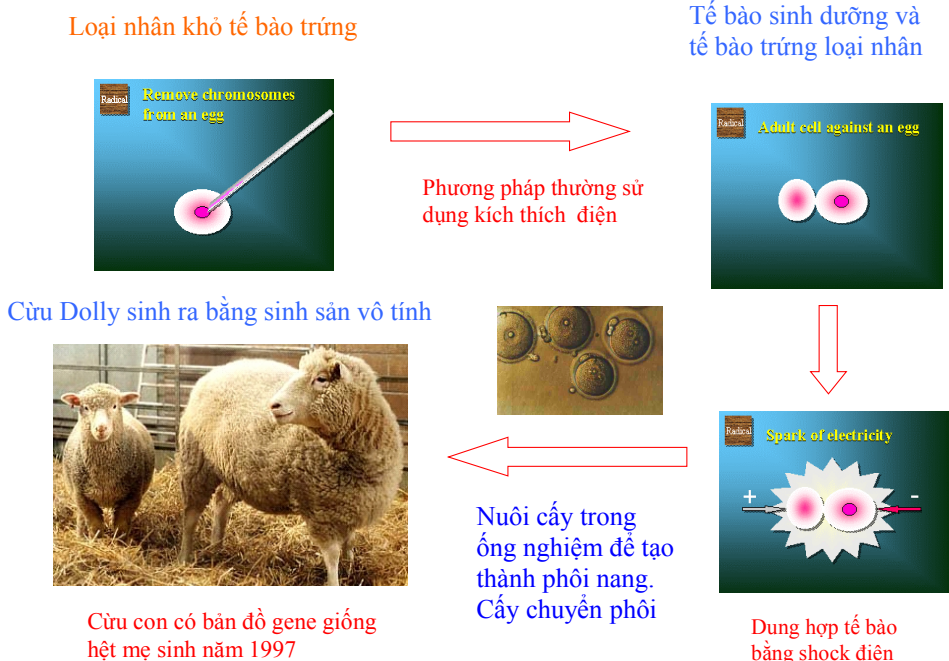 Loại nhân khỏ tế bào trứng
Radical
Remove chromosomes
from an egg
Phương pháp thường sử
dụng kích thích điện
Tế bào sinh dưỡng và
tế bào trứng loại nhân
Radical
Adult cell against an egg
Radical
Spark of electricity
+
-
Dung hợp tế bào
bằng shock điện
Nuôi cấy trong
ống nghiệm để tạo
thành phôi nang.
Cấy chuyển phôi
Cừu Dolly sinh ra bằng sinh sản vô tính
Cừu con có bản đồ gene giống
hệt mẹ sinh năm 1997